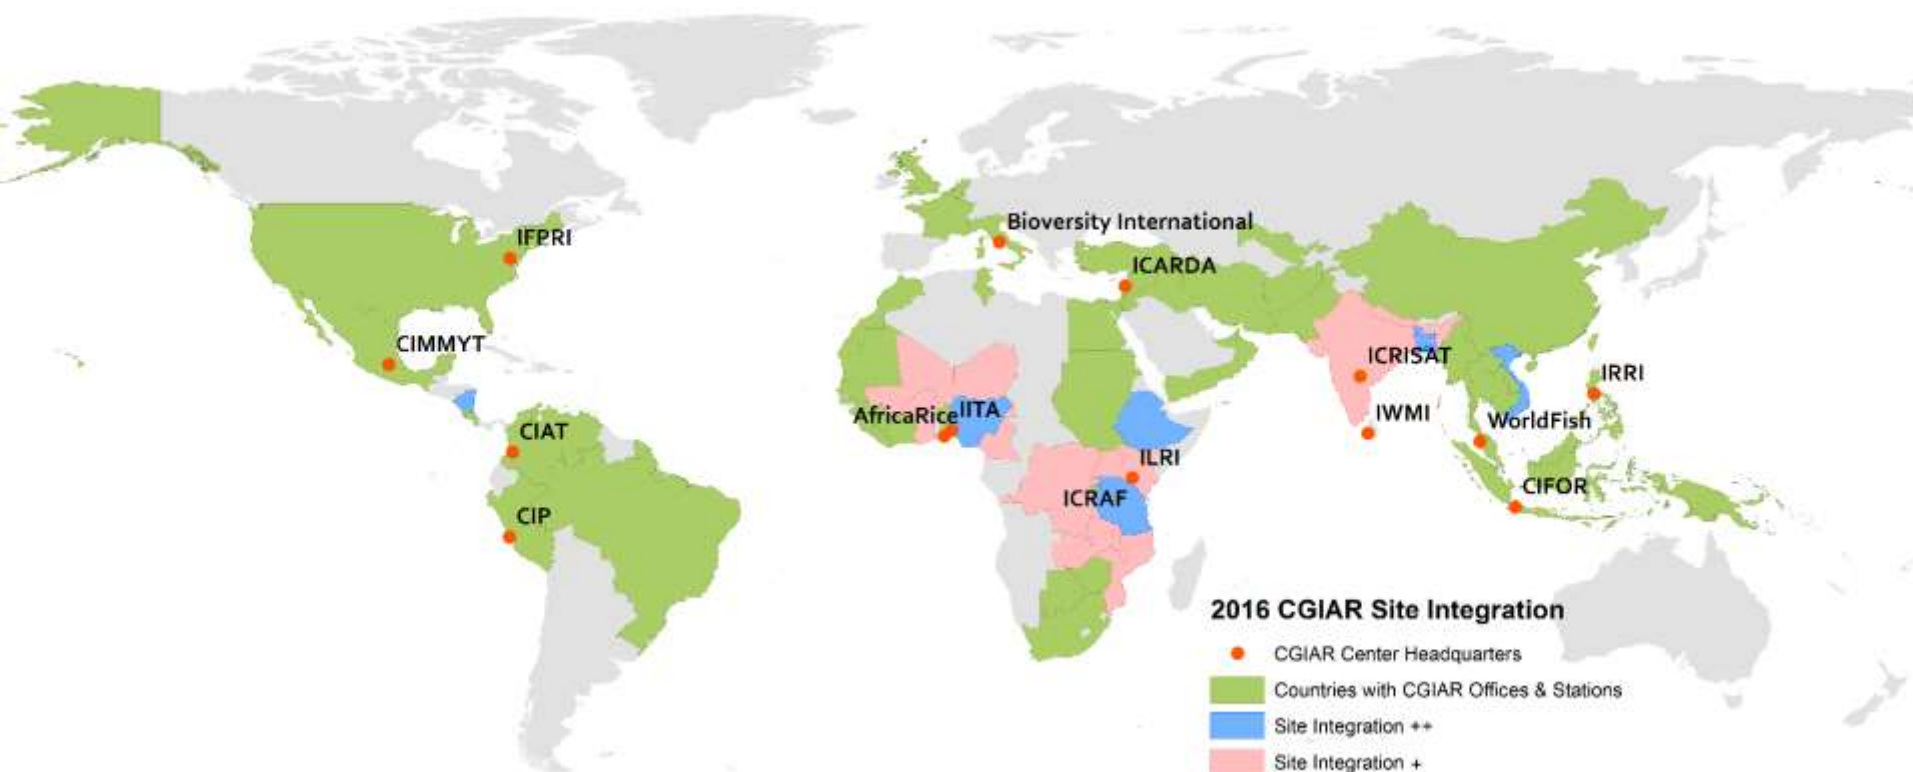 Bioversity International
IFPRI
ICARDA
CIMMYT
ICRISAT
IRRI
AfricaRice
IITA
IWMI
WorldFish
CIAT
ILRI
ICRAF
CIFOR
CIP
2016 CGIAR Site Integration
CGIAR Center Headquarters
Countries with CGIAR Offices & Stations
Site Integration ++
Site Integration +